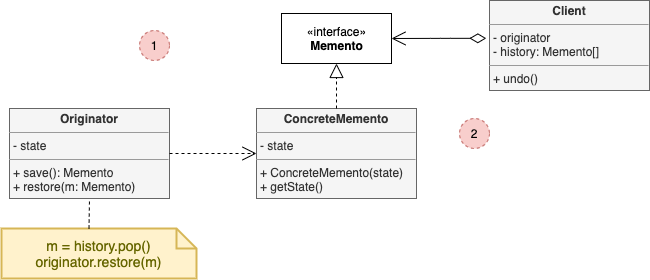 1
«interface»
Memento
Client
- originator
- history: Memento[]
+ undo()
Originator
- state
+ save(): Memento
+ restore(m: Memento)
ConcreteMemento
- state
+ ConcreteMemento(state)
+ getState()
2
m = history.pop()
originator.restore(m)